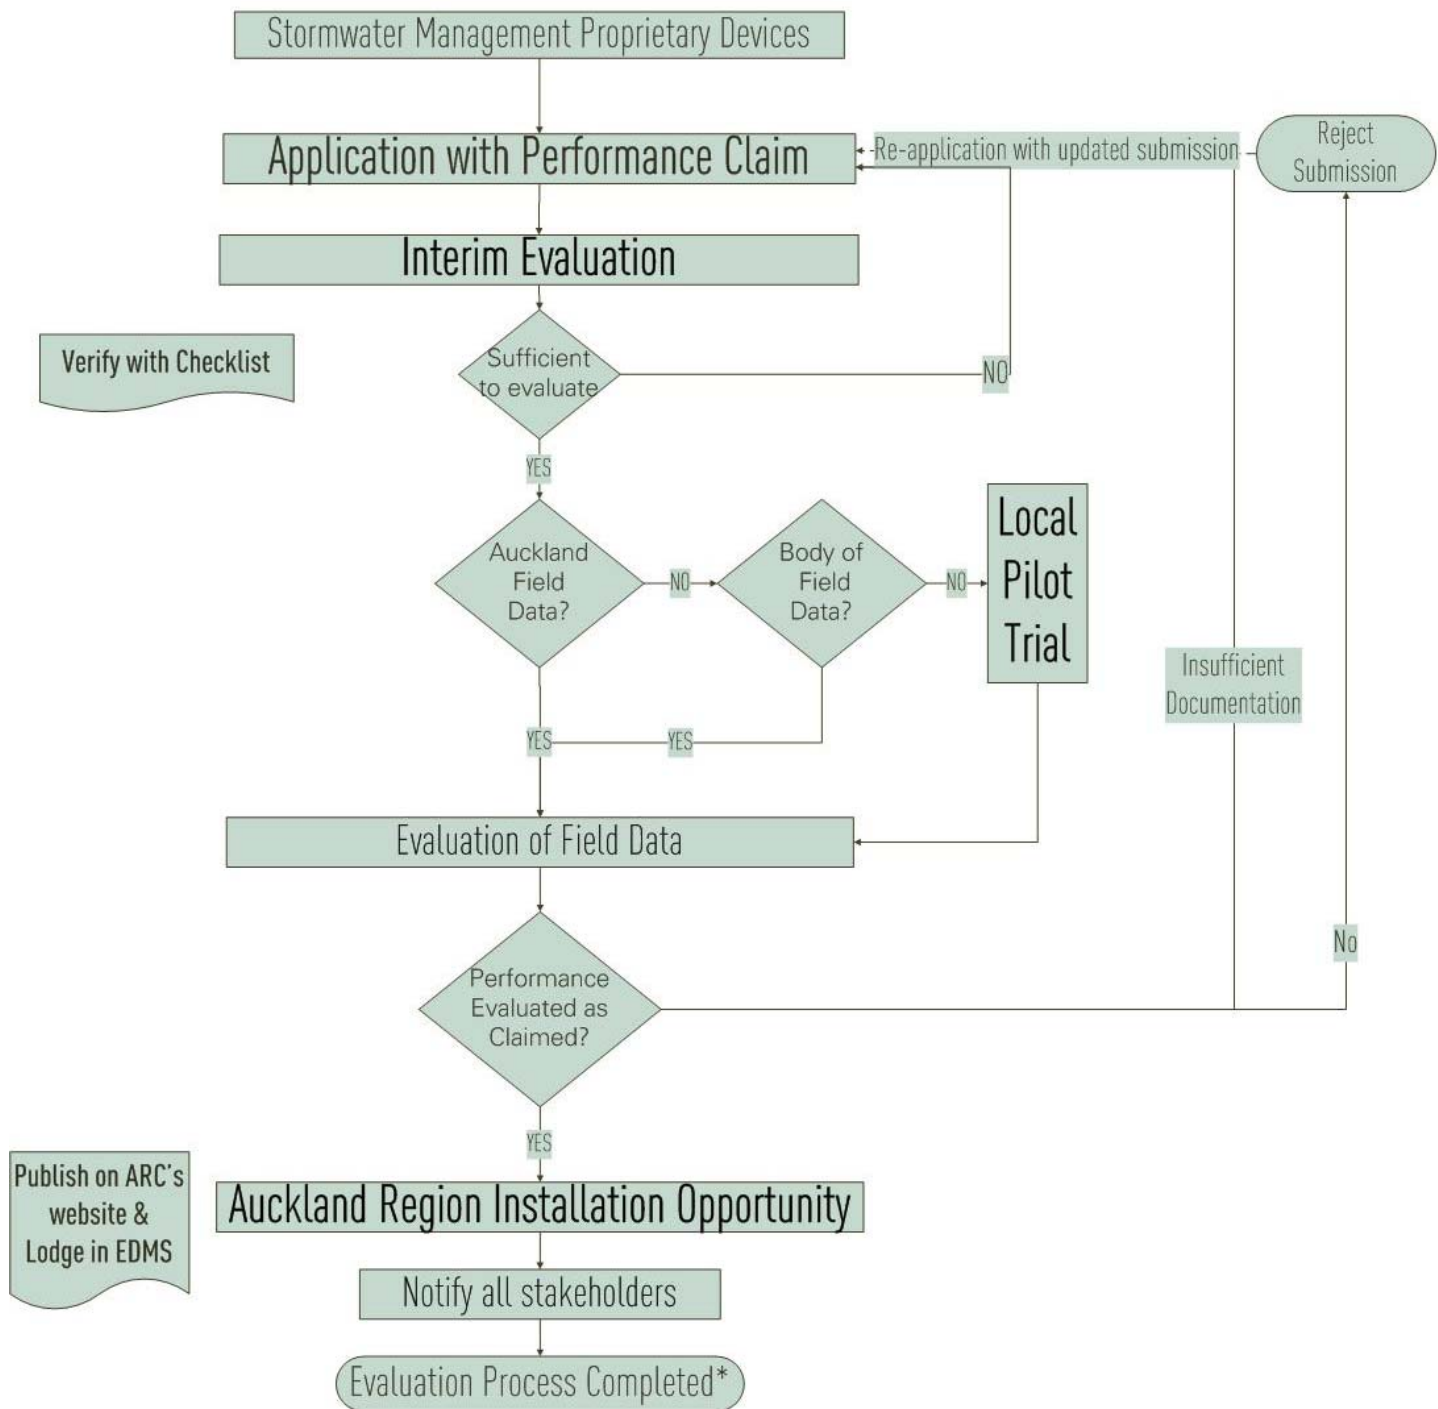 Stormwater Management Proprietary Devices
Application with Performance Claim
Re-application with updated submission
Reject
Submission
Interim Evaluation
Verify with Checklist
Sufficient
to evaluate
NO
YES
Auckland
Field
Data?
NO
Body of
Field
Data?
NO
Local
Pilot
Trial
Insufficient
Documentation
YES
YES
Evaluation of Field Data
No
Performance
Evaluated as
Claimed?
YES
Publish on ARC's
website &
Lodge in EDMS
Auckland Region Installation Opportunity
Notify all stakeholders
Evaluation Process Completed*